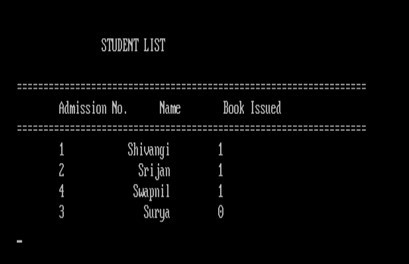 STUDENT LIST
==================================================================
Admission No. Name Book Issued
==================================================================
1 Shivangi 1
2 Srijan 1
4 Swapnil 1
3 Surya 0